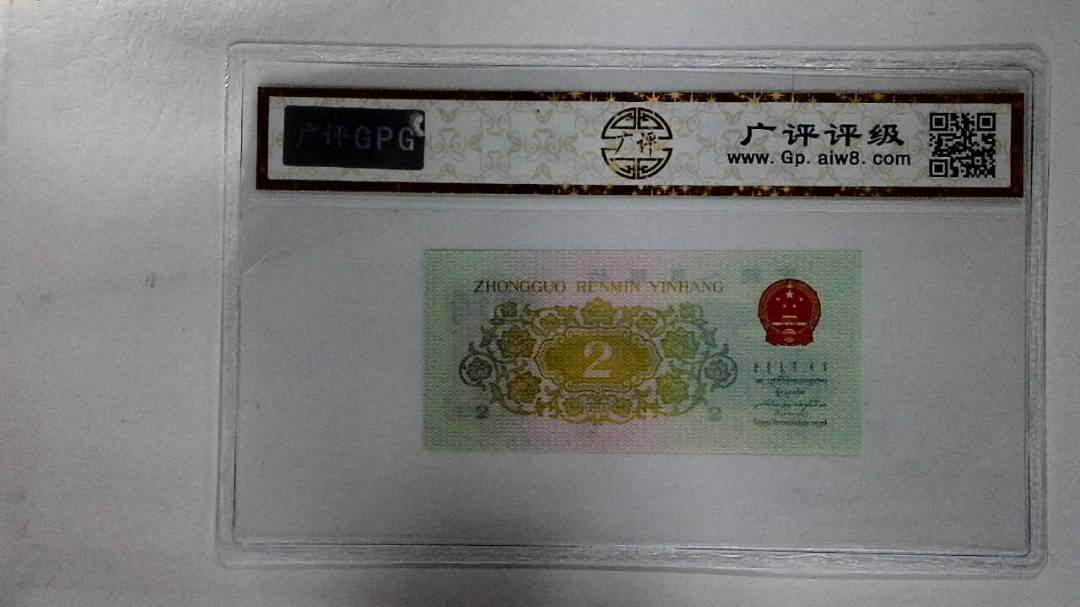 广评GPG
广评
广评评级
www.Gp.aiw8.com
ZHONGGUO RENMIN YINHANG
2
2 2